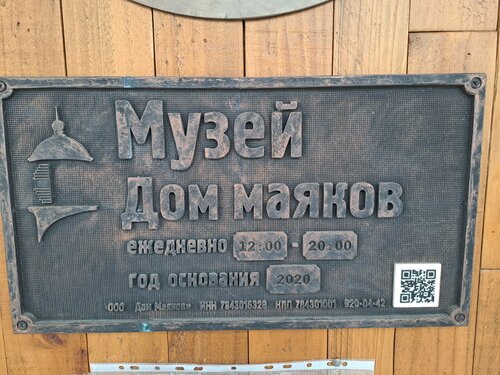 Музей
Дом маяков
ежедневно 12:00 - 20:00
год основания 2020
ООО Дом Маяков ИНН 7843016329 КПП 784301001 920-04-42